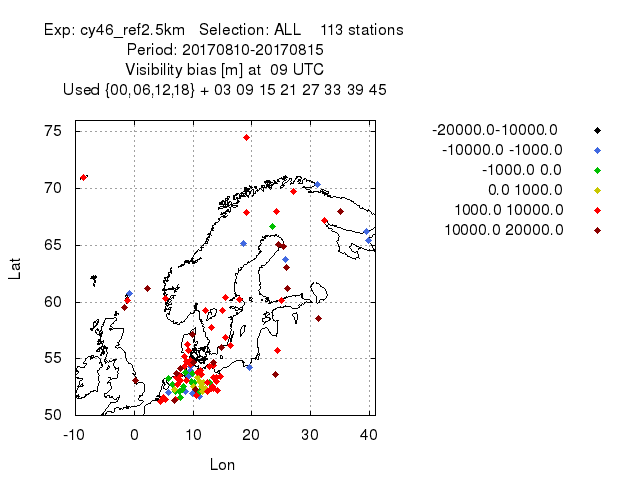 Exp: cy46_ref2.5km Selection: ALL 113 stations
Period: 20170810-20170815
Visibility bias [m] at 09 UTC
Used {00,06,12,18} + 03 09 15 21 27 33 39 45
-20000.0-10000.0
-10000.0 -1000.0
-1000.0 0.0
0.0 1000.0
1000.0 10000.0
10000.0 20000.0
75
70
65
60
55
50
Lat
-10 0 10 20 30 40
Lon